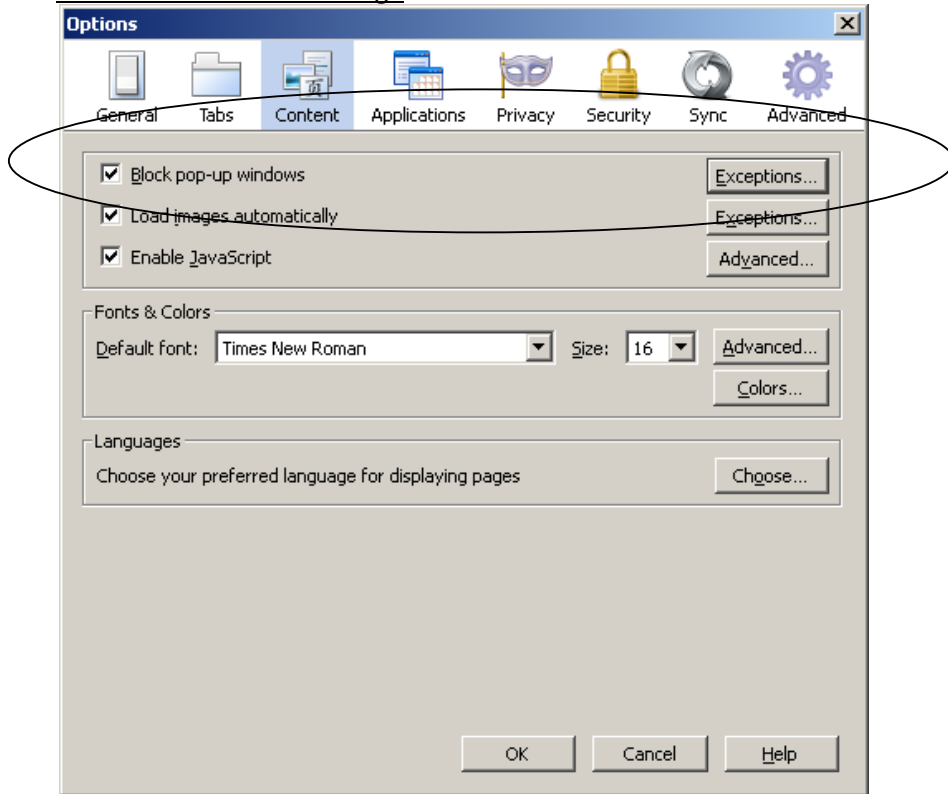 Options
General Tabs Content Applications Privacy Security Sync Advanced
Block pop-up windows Exceptions...
Load images automatically Exceptions...
Enable JavaScript Advanced...
Fonts & Colors
Default font: Times New Roman Size: 16 Advanced...
Colors...
Languages
Choose your preferred language for displaying pages Choose...
OK Cancel Help